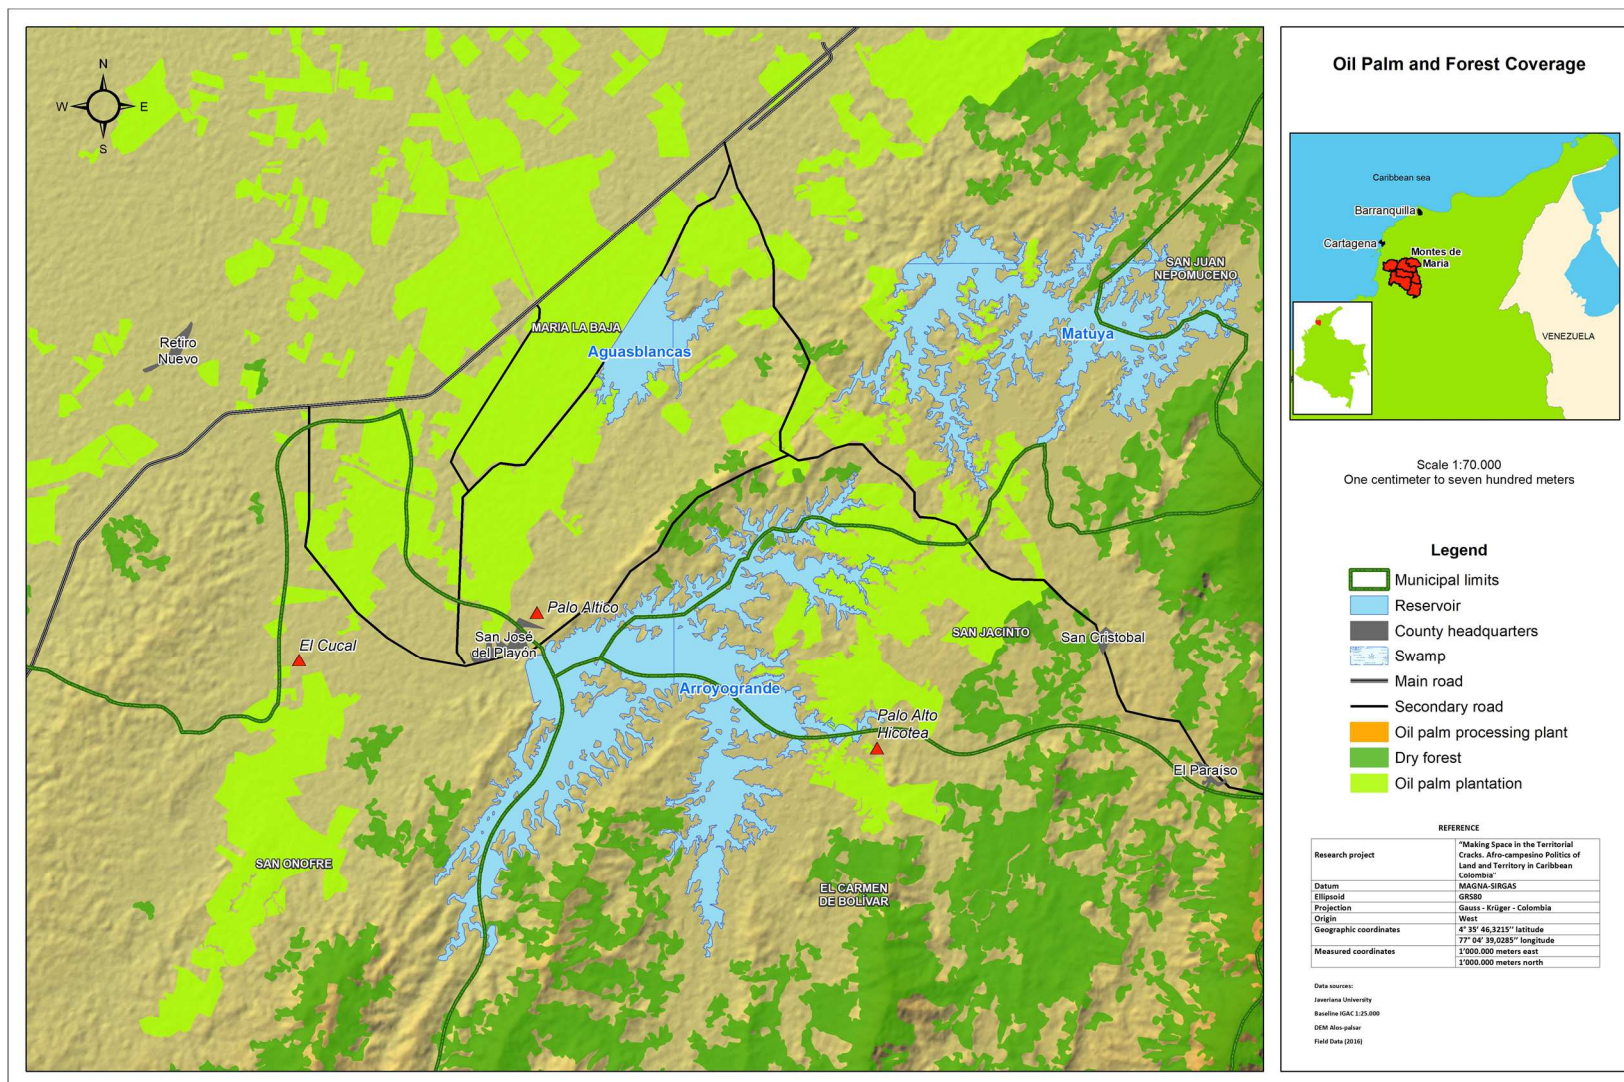 N
W
E
S
Retiro
Nuevo
MARIA LA BAJA
Aguasblancas
SAN JUAN
NEPOMUCENO
Matuya
Palo Altico
San José
del Playón
El Cucal
SAN JACINTO
San Cristobal
Arroyogrande
Palo Alto
Hicotea
El Paraíso
SAN ONOFRE
EL CARMEN
DE BOLIVAR
Oil Palm and Forest Coverage
Caribbean sea
Barranquilla
Cartagena
Montes de
Maria
VENEZUELA
Scale 1:70.000
One centimeter to seven hundred meters
Legend
Municipal limits
Reservoir
County headquarters
Swamp
Main road
Secondary road
Oil palm processing plant
Dry forest
Oil palm plantation
REFERENCE
Research project
"Making Space in the Territorial
Cracks. Afro-campesino Politics of
Land and Territory in Caribbean
Colombia"
Datum MAGNA-SIRGAS
Ellipsoid GRS80
Projection Gauss - Krüger - Colombia
Origin West
Geographic coordinates 4° 35' 46,3215'' latitude
77° 04' 39,0285'' longitude
Measured coordinates 1'000.000 meters east
1'000.000 meters north
Data sources:
Javeriana University
Baseline IGAC 1:25.000
DEM Alos-palsar
Field Data (2016)